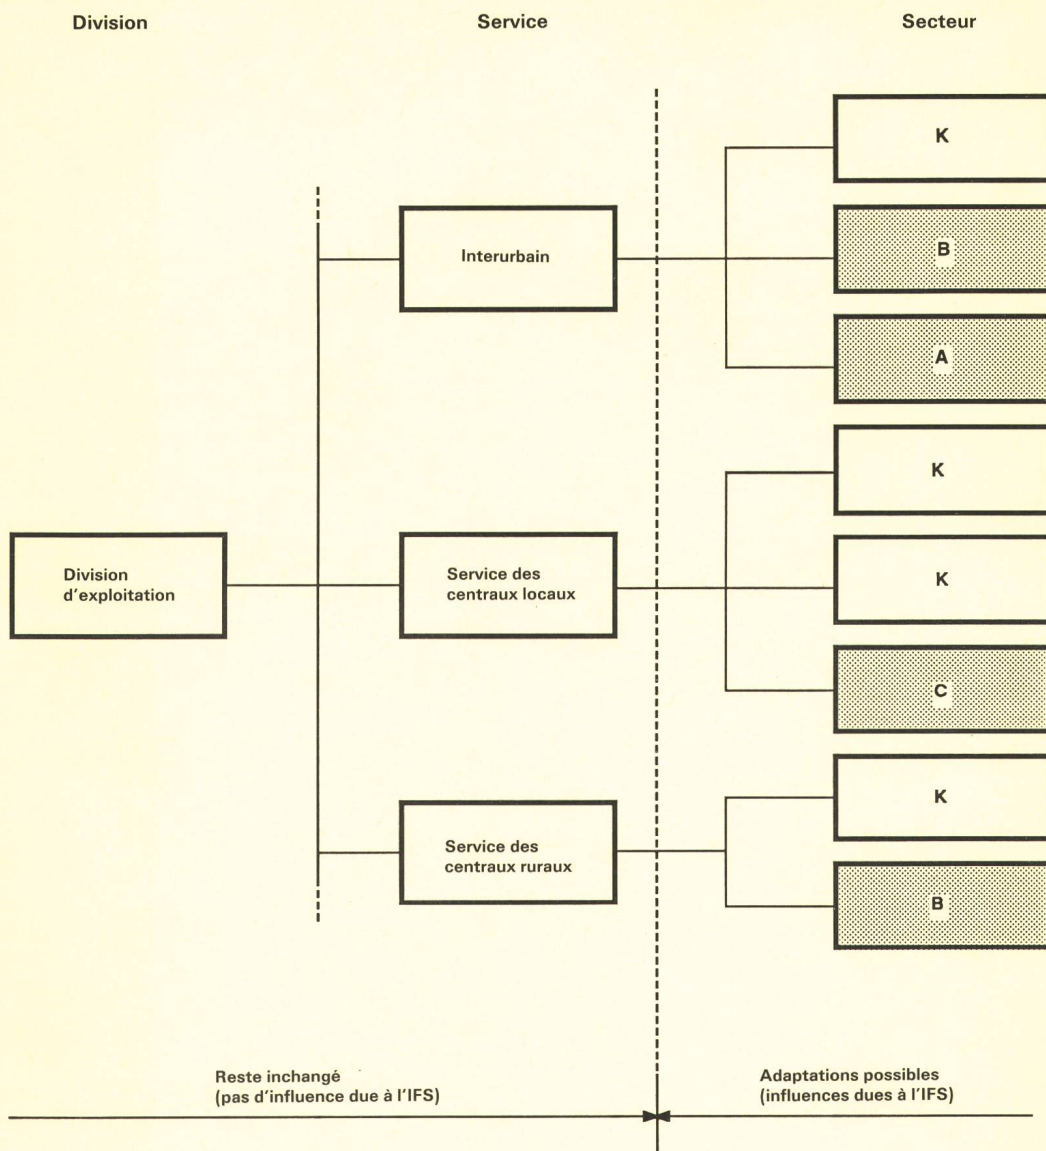 Division
Service
Secteur
K
Interurbain
B
A
K
Division
d'exploitation
Service des
centraux locaux
K
C
K
Service des
centraux ruraux
B
Reste inchangé
(pas d'influence due à l'IFS)
Adaptations possibles
(influences dues à l'IFS)